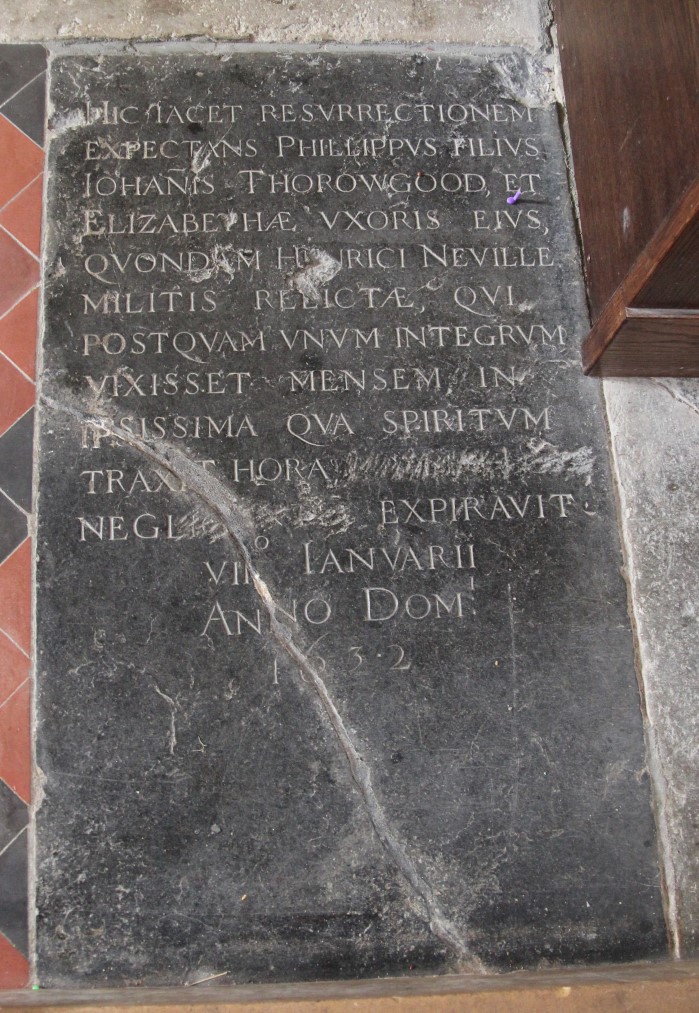 HIC IACET RESVRRECTIONEM
EXPECTANS PHILLIPPVS FILIVS
IOHAÑIS THOROWGOOD, ET
ELIZABETHÆ VXORIS EIVS,
QVONDAM HENRICI NEVILLE
MILITIS RELICTÆ, QVI
POSTQVAM VNVM INTEGRVM
VIXISSET MENSEM IN
IPSISSIMA QVA SPIRITVM
TRAXIT HORA
EXPIRAVIT.
IANVARII
ANNO DOM:
1632